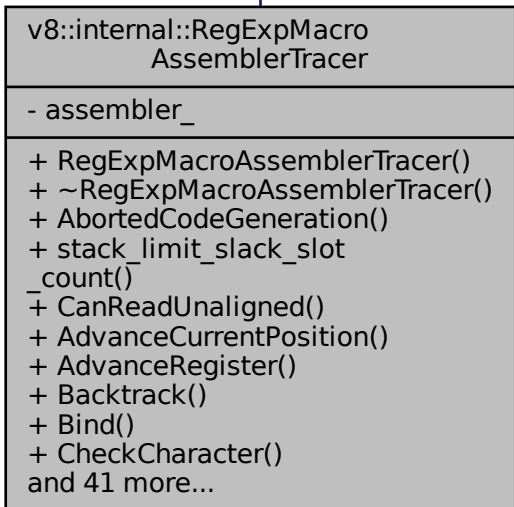 v8::internal::RegExpMacro
AssemblerTracer
- assembler_
+ RegExpMacroAssemblerTracer()
+ ~RegExpMacroAssemblerTracer()
+ AbortedCodeGeneration()
+ stack_limit_slack_slot
_count()
+ CanReadUnaligned()
+ AdvanceCurrentPosition()
+ AdvanceRegister()
+ Backtrack()
+ Bind()
+ CheckCharacter()
and 41 more...